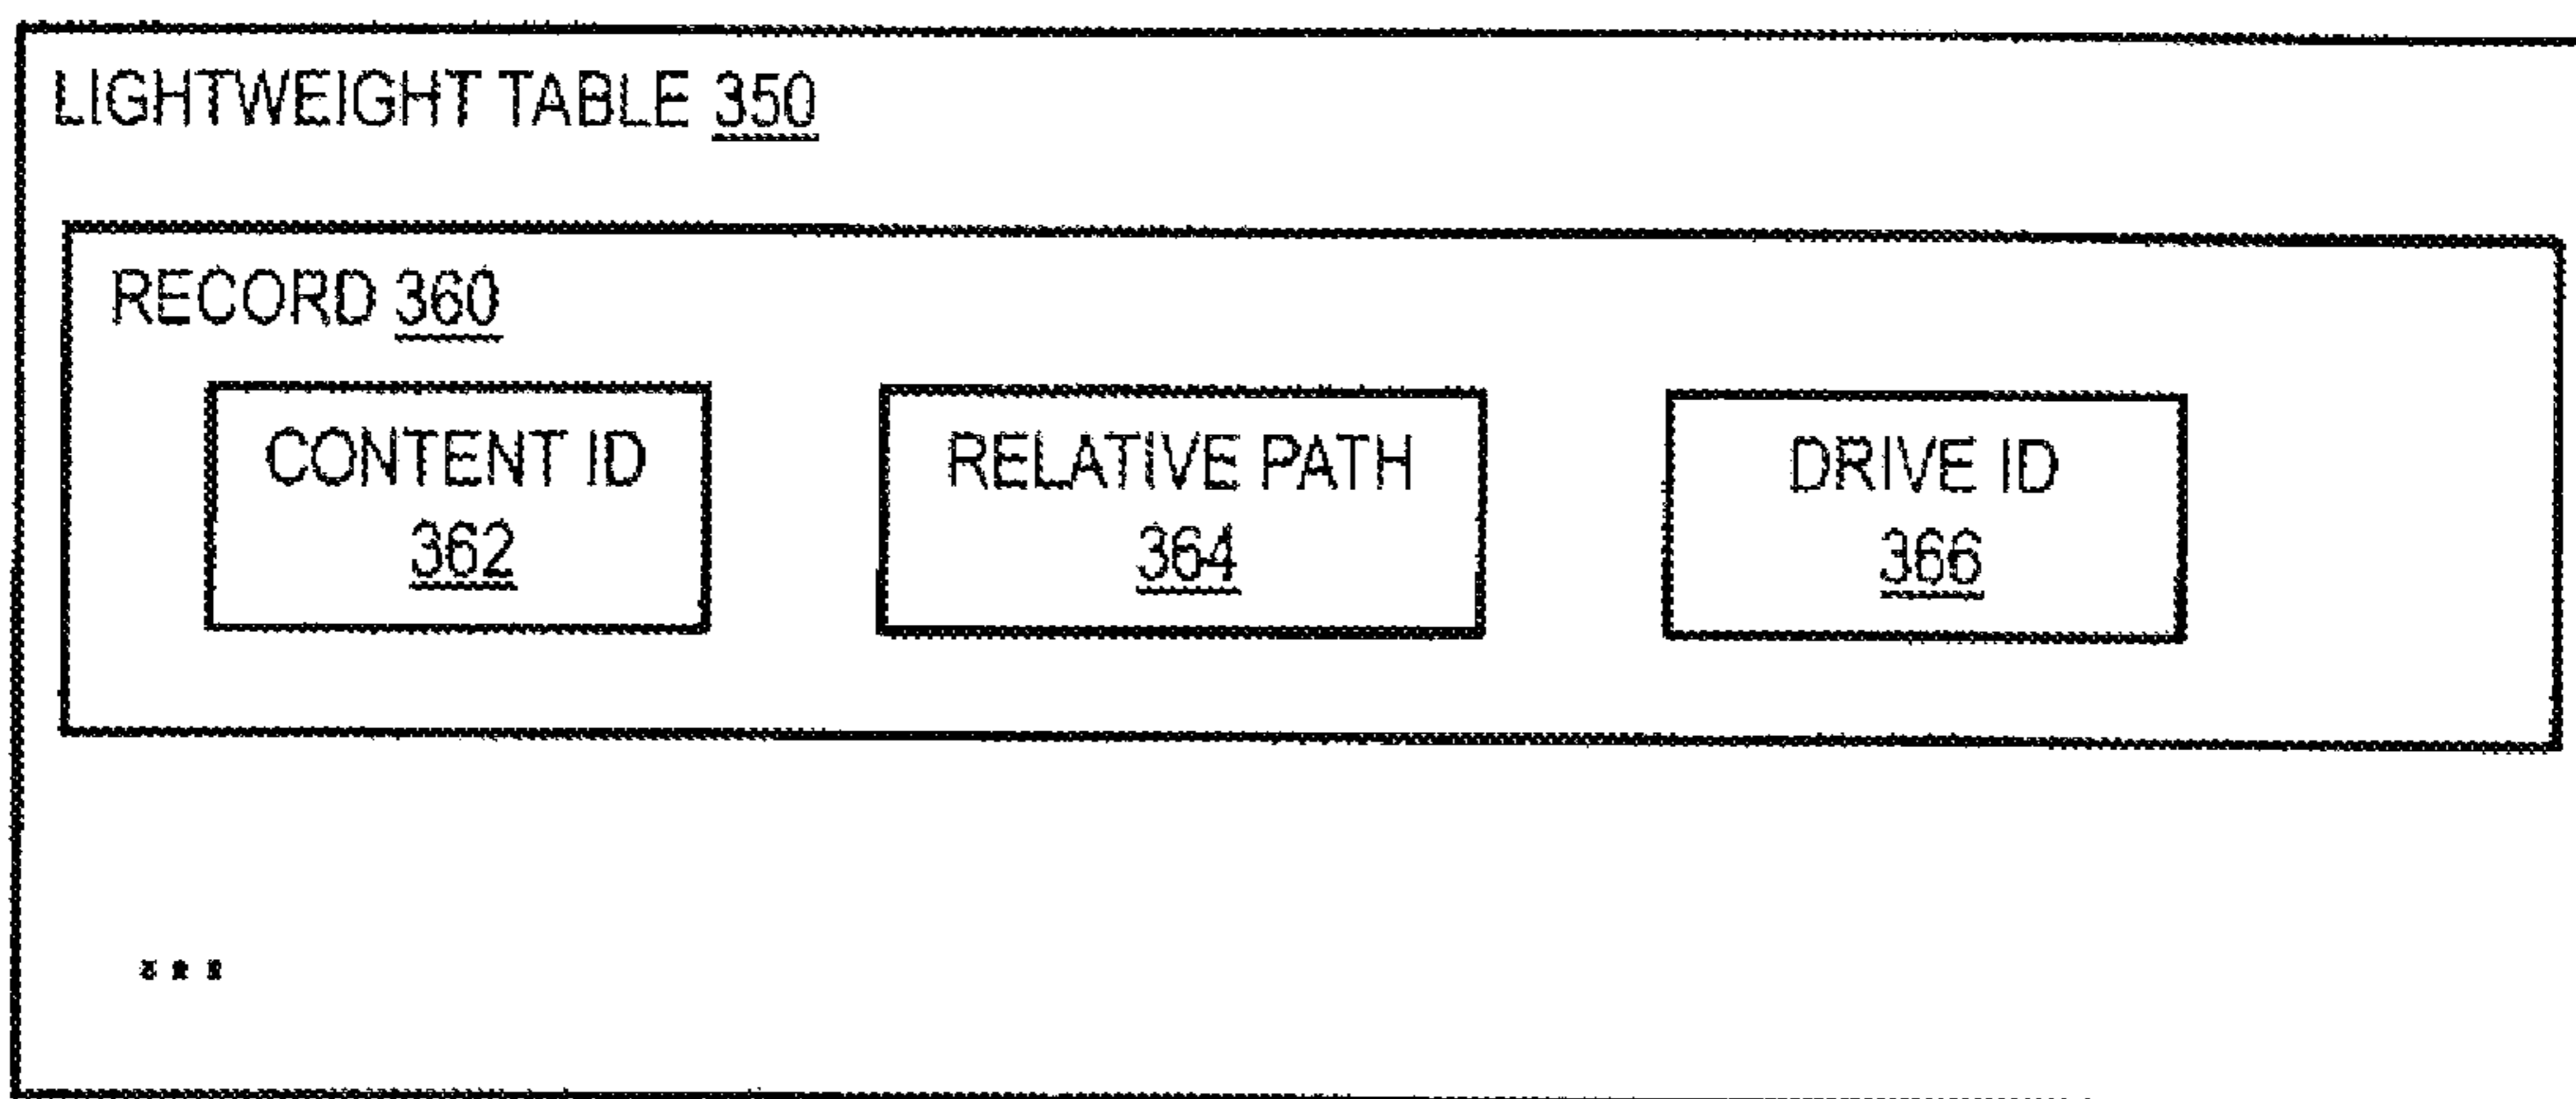 LIGHTWEIGHT TABLE 350
RECORD 360
CONTENT ID
362
RELATIVE PATH
364
DRIVE ID
366
...